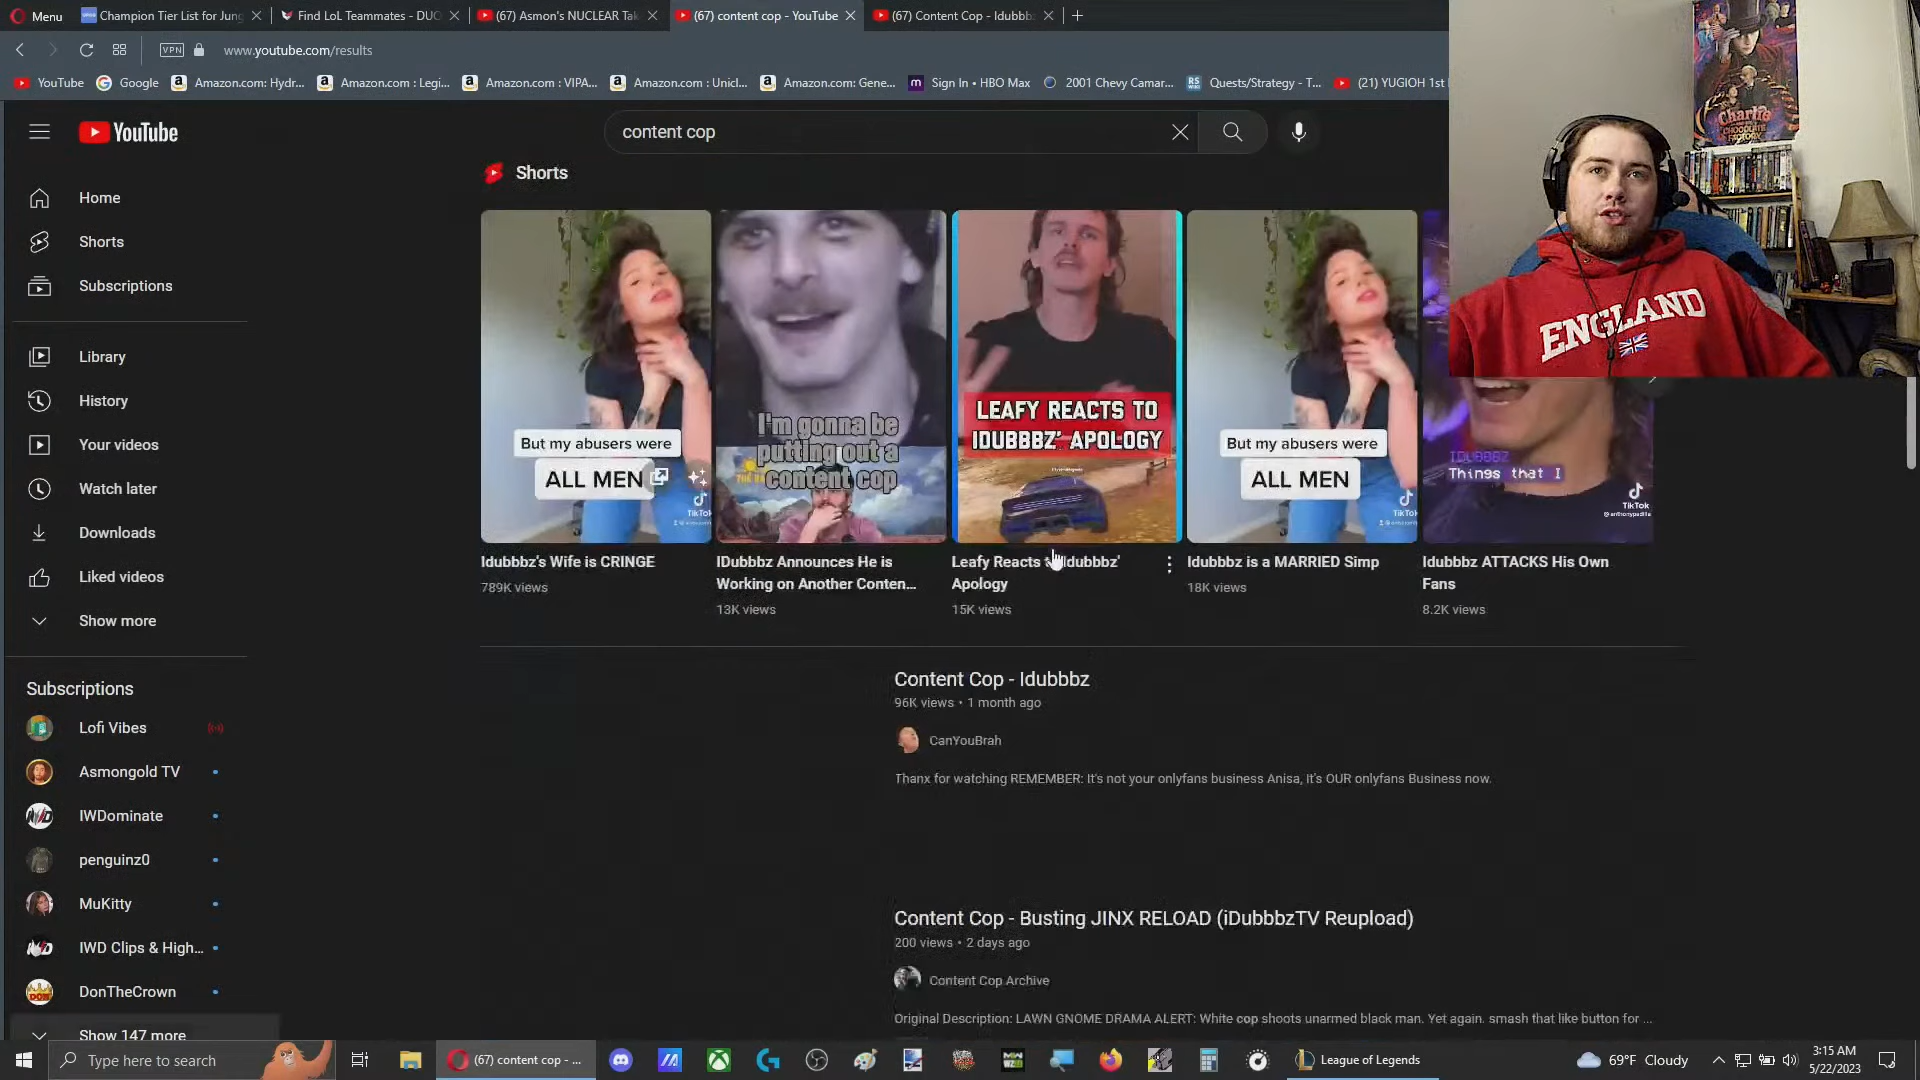 Menu
Champion Tier List for Jung
Find LoL Teammates - DUO
(67) Asmon's NUCLEAR Tak
(67) content cop - YouTube
(67) Content Cop - Idubbbz
VPN
www.youtube.com/results
YouTube
Google
Amazon.com: Hydr...
Amazon.com : Legi...
Amazon.com : VIPA...
Amazon.com : Unicl...
Amazon.com: Gene...
Sign In • HBO Max
2001 Chevy Camar...
Quests/Strategy - T...
(21) YUGIOH 1st
Charlie
CHOCOLATE
FACTORY
ENGLAND
YouTube
content cop
Shorts
Home
Shorts
Subscriptions
Library
History
Your videos
Watch later
Downloads
Liked videos
Show more
Subscriptions
Lofi Vibes
Asmongold TV
IWDominate
penguinz0
MuKitty
IWD Clips & High...
DonTheCrown
Show 147 more
But my abusers were
ALL MEN
TikTok
Idubbbz's Wife is CRINGE
789K views
I'm gonna be
putting out a
content cop
IDubbbz Announces He is
Working on Another Conten...
13K views
LEAFY REACTS TO
IDUBBBZ' APOLOGY
Leafy Reacts Idubbbz'
Apology
15K views
But my abusers were
ALL MEN
TikTok
Idubbbz is a MARRIED Simp
18K views
IDUBBBZ
Things that I
TikTok
@anthonypadilla
Idubbbz ATTACKS His Own
Fans
8.2K views
Content Cop - Idubbbz
96K views • 1 month ago
CanYouBrah
Thanx for watching REMEMBER: It's not your onlyfans business Anisa, it's OUR onlyfans Business now.
Content Cop - Busting JINX RELOAD (iDubbbzTV Reupload)
200 views • 2 days ago
Content Cop Archive
Original Description: LAWN GNOME DRAMA ALERT: White cop shoots unarmed black man. Yet again. smash that like button for ...
Type here to search
(67) content cop - ...
League of Legends
69°F Cloudy
3:15 AM
5/22/2023